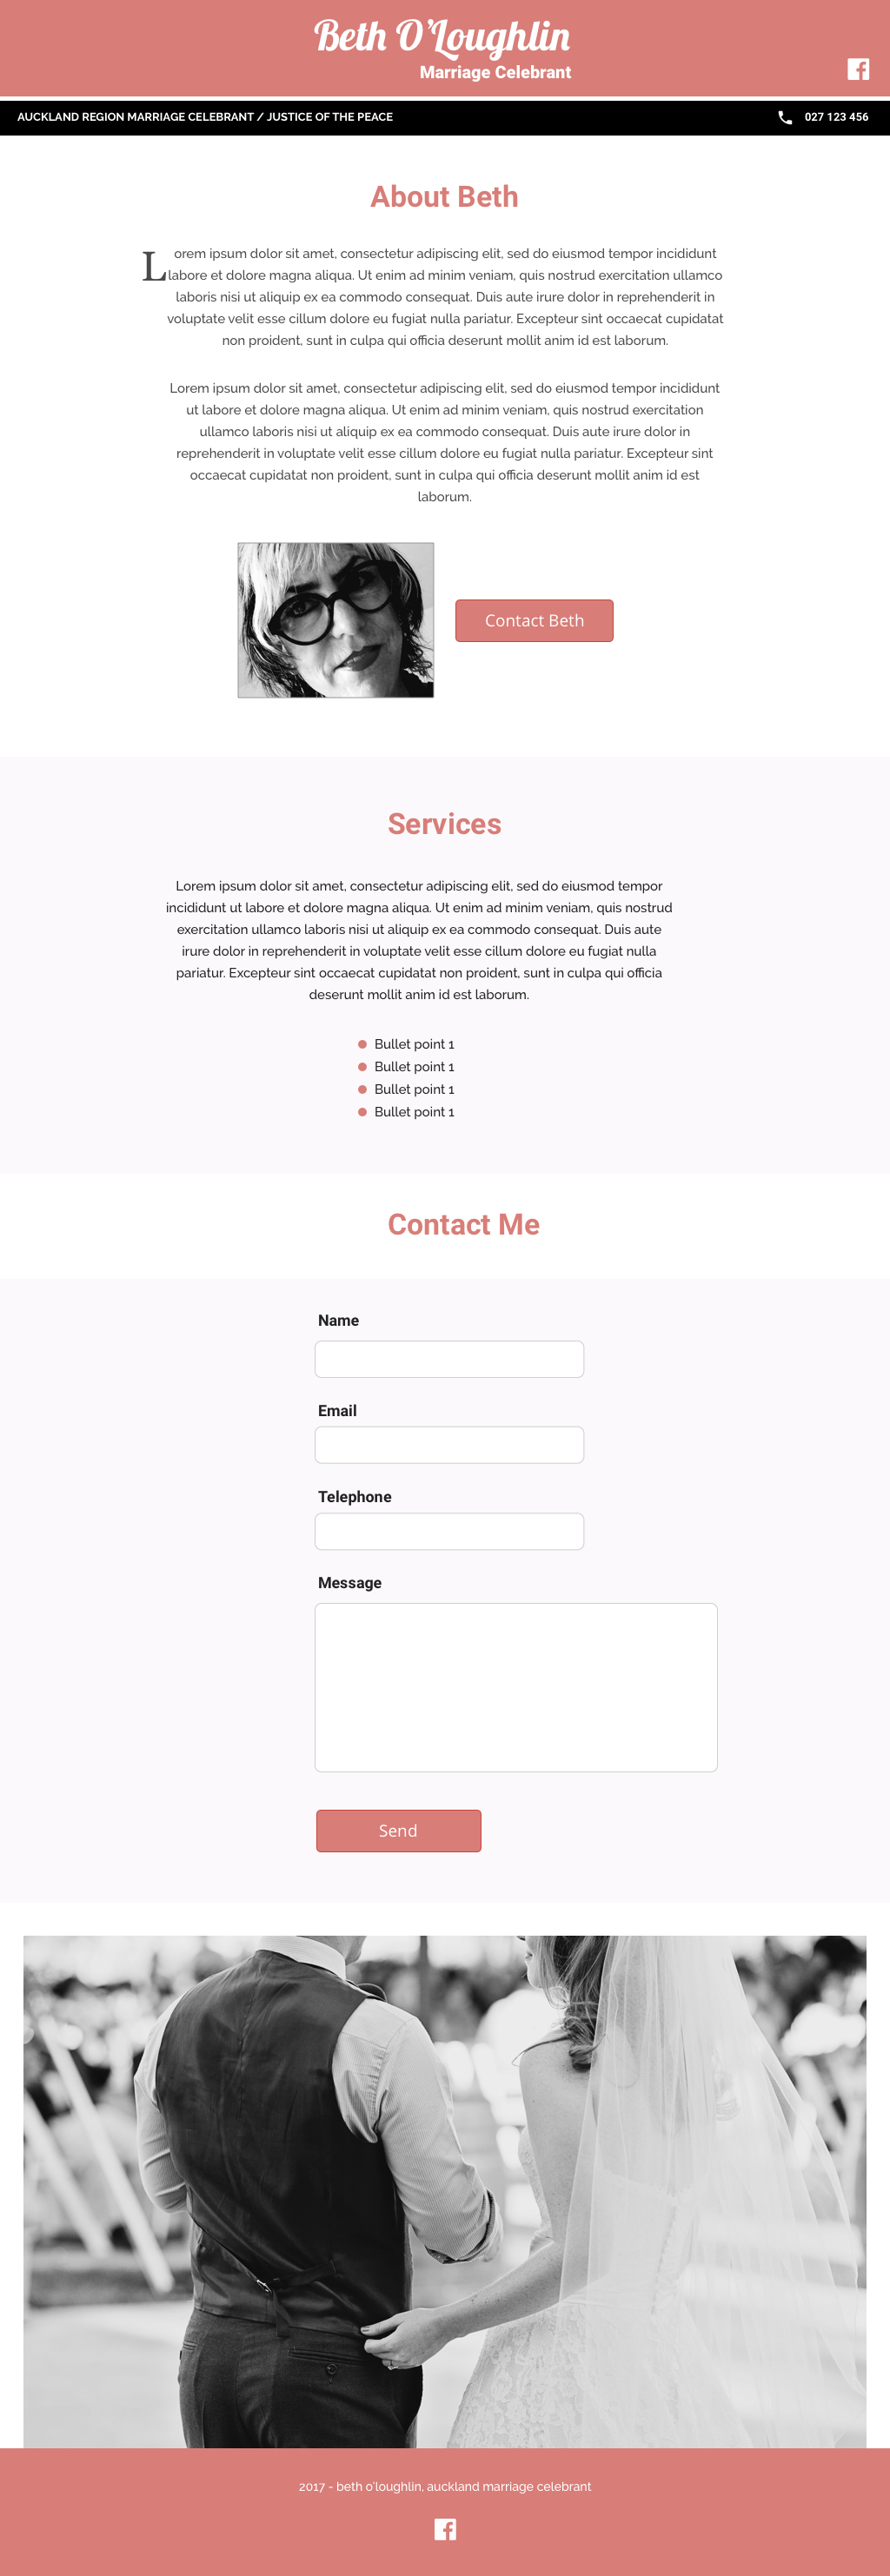 Beth O'Loughlin
Marriage Celebrant
AUCKLAND REGION MARRIAGE CELEBRANT / JUSTICE OF THE PEACE
027 123 456
About Beth
Lorem ipsum dolor sit amet, consectetur adipiscing elit, sed do eiusmod tempor incididunt
labore et dolore magna aliqua. Ut enim ad minim veniam, quis nostrud exercitation ullamco
laboris nisi ut aliquip ex ea commodo consequat. Duis aute irure dolor in reprehenderit in
voluptate velit esse cillum dolore eu fugiat nulla pariatur. Excepteur sint occaecat cupidatat
non proident, sunt in culpa qui officia deserunt mollit anim id est laborum.
Lorem ipsum dolor sit amet, consectetur adipiscing elit, sed do eiusmod tempor incididunt
ut labore et dolore magna aliqua. Ut enim ad minim veniam, quis nostrud exercitation
ullamco laboris nisi ut aliquip ex ea commodo consequat. Duis aute irure dolor in
reprehenderit in voluptate velit esse cillum dolore eu fugiat nulla pariatur. Excepteur sint
occaecat cupidatat non proident, sunt in culpa qui officia deserunt mollit anim id est
laborum.
Contact Beth
Services
Lorem ipsum dolor sit amet, consectetur adipiscing elit, sed do eiusmod tempor
incididunt ut labore et dolore magna aliqua. Ut enim ad minim veniam, quis nostrud
exercitation ullamco laboris nisi ut aliquip ex ea commodo consequat. Duis aute
irure dolor in reprehenderit in voluptate velit esse cillum dolore eu fugiat nulla
pariatur. Excepteur sint occaecat cupidatat non proident, sunt in culpa qui officia
deserunt mollit anim id est laborum.
Bullet point 1
Bullet point 1
Bullet point 1
Bullet point 1
Contact Me
Name
Email
Telephone
Message
Send
2017 - beth o'loughlin, auckland marriage celebrant